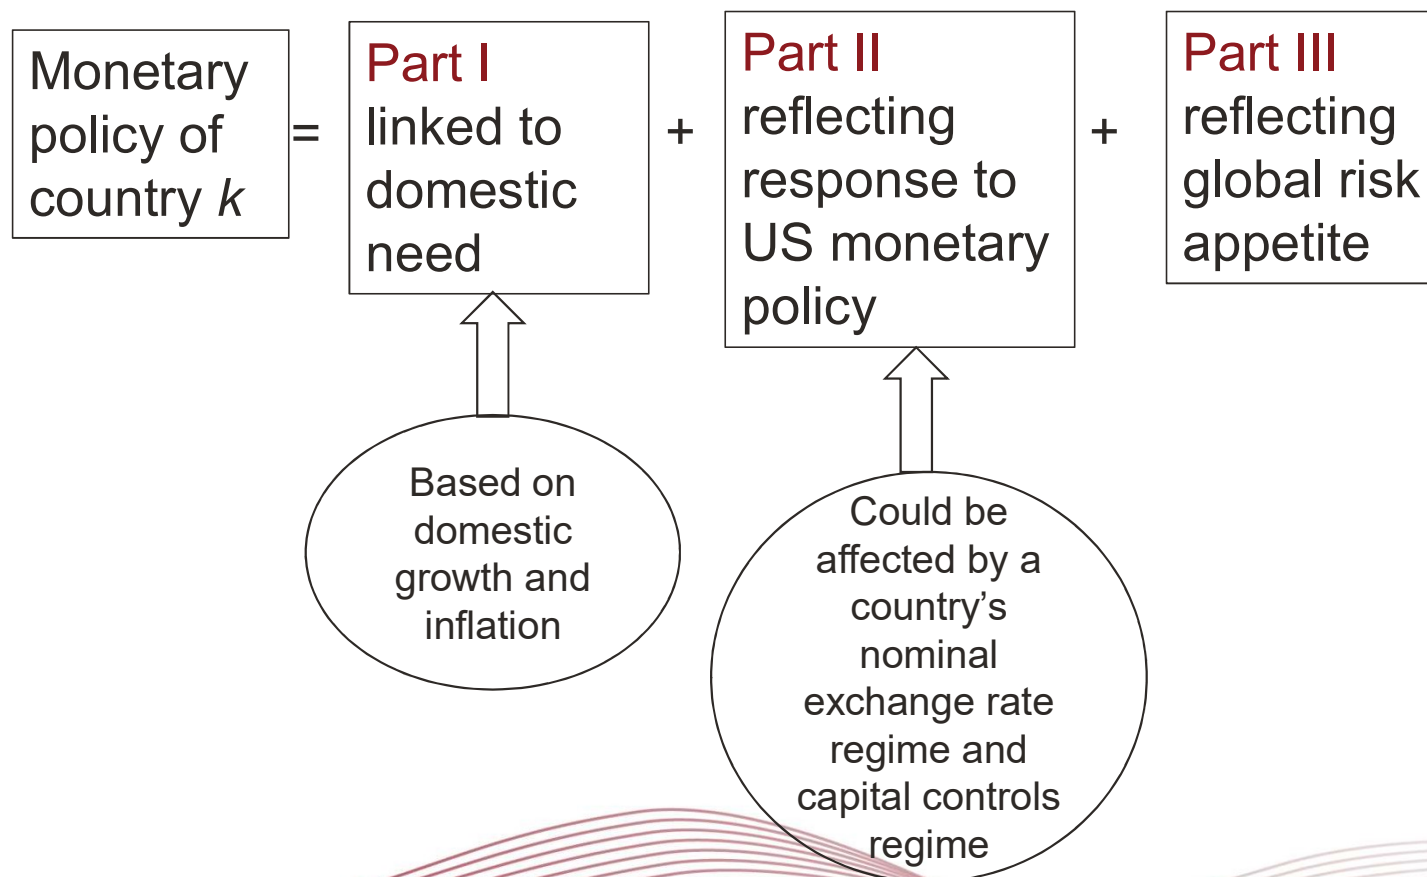 Monetary
policy of
country k
=
Part I
linked to
domestic
need
+
Part II
reflecting
response to
US monetary
policy
+
Part III
reflecting
global risk
appetite
Based on
domestic
growth and
inflation
Could be
affected by a
country’s
nominal
exchange rate
regime and
capital controls
regime